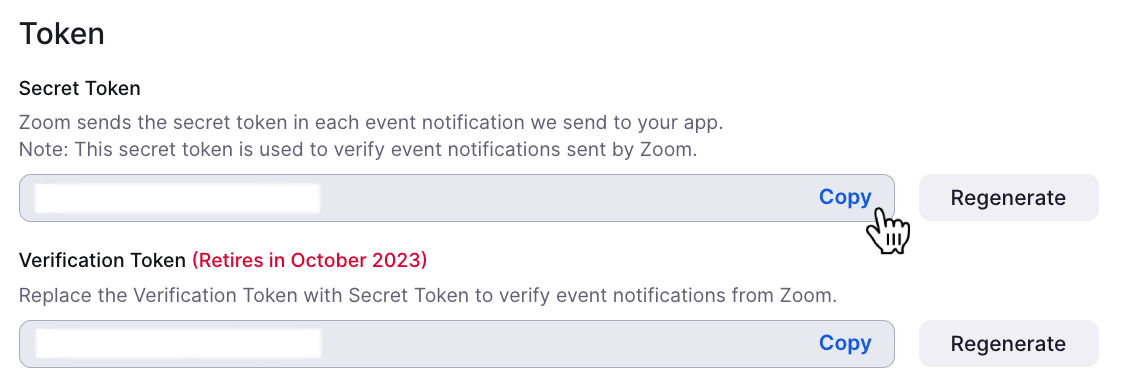 Token
Secret Token
Zoom sends the secret token in each event notification we send to your app.
Note: This secret token is used to verify event notifications sent by Zoom.
Copy
Regenerate
Verification Token (Retires in October 2023)
Replace the Verification Token with Secret Token to verify event notifications from Zoom.
Copy
Regenerate